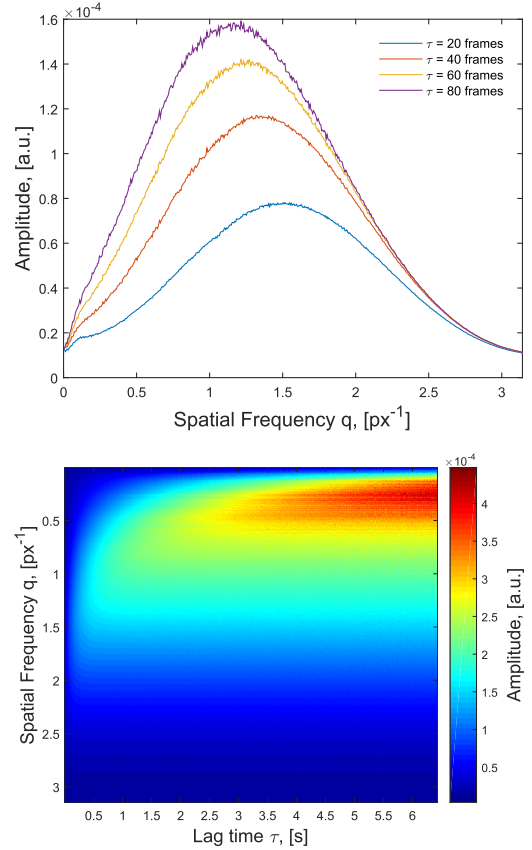 ×10⁻⁴
1.6
1.4
1.2
1
0.8
0.6
0.4
0.2
0
Amplitude, [a.u.]
τ = 20 frames
τ = 40 frames
τ = 60 frames
τ = 80 frames
0 0.5 1 1.5 2 2.5 3
Spatial Frequency q, [px⁻¹]
×10⁻⁴
0.5
1
1.5
2
2.5
3
Spatial Frequency q, [px⁻¹]
0.5 1 1.5 2 2.5 3 3.5 4 4.5 5 5.5 6
Lag time τ, [s]
4
3.5
3
2.5
2
1.5
1
0.5
Amplitude, [a.u.]